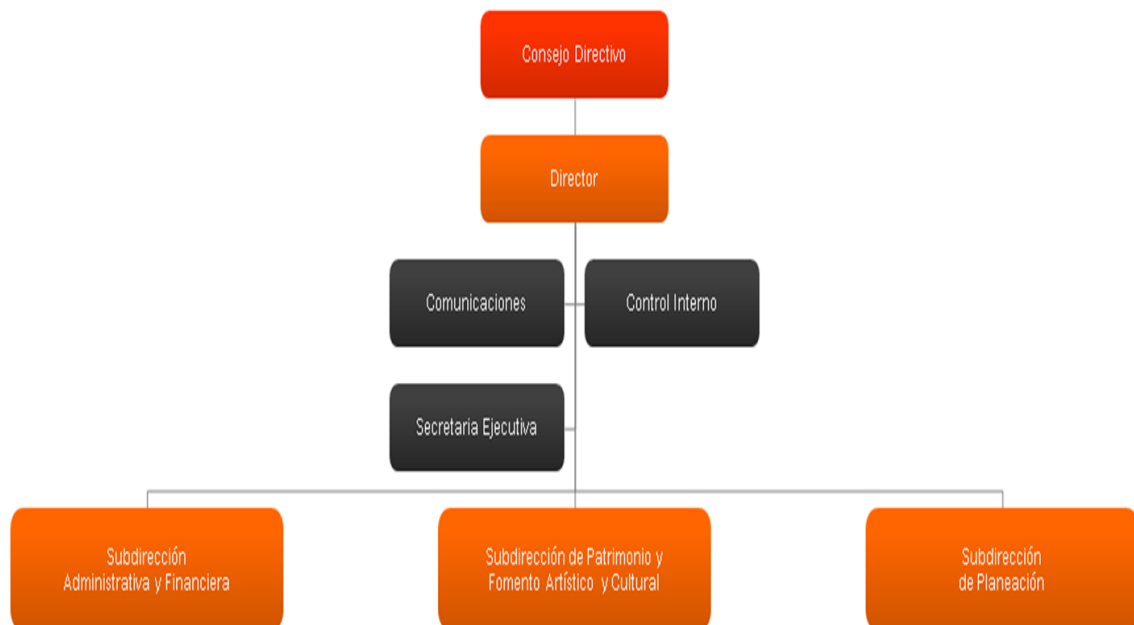 Consejo Directivo
Director
Comunicaciones
Control Interno
Secretaria Ejecutiva
Subdirección
Administrativa y Financiera
Subdirección de Patrimonio y
Fomento Artístico y Cultural
Subdirección
de Planeación